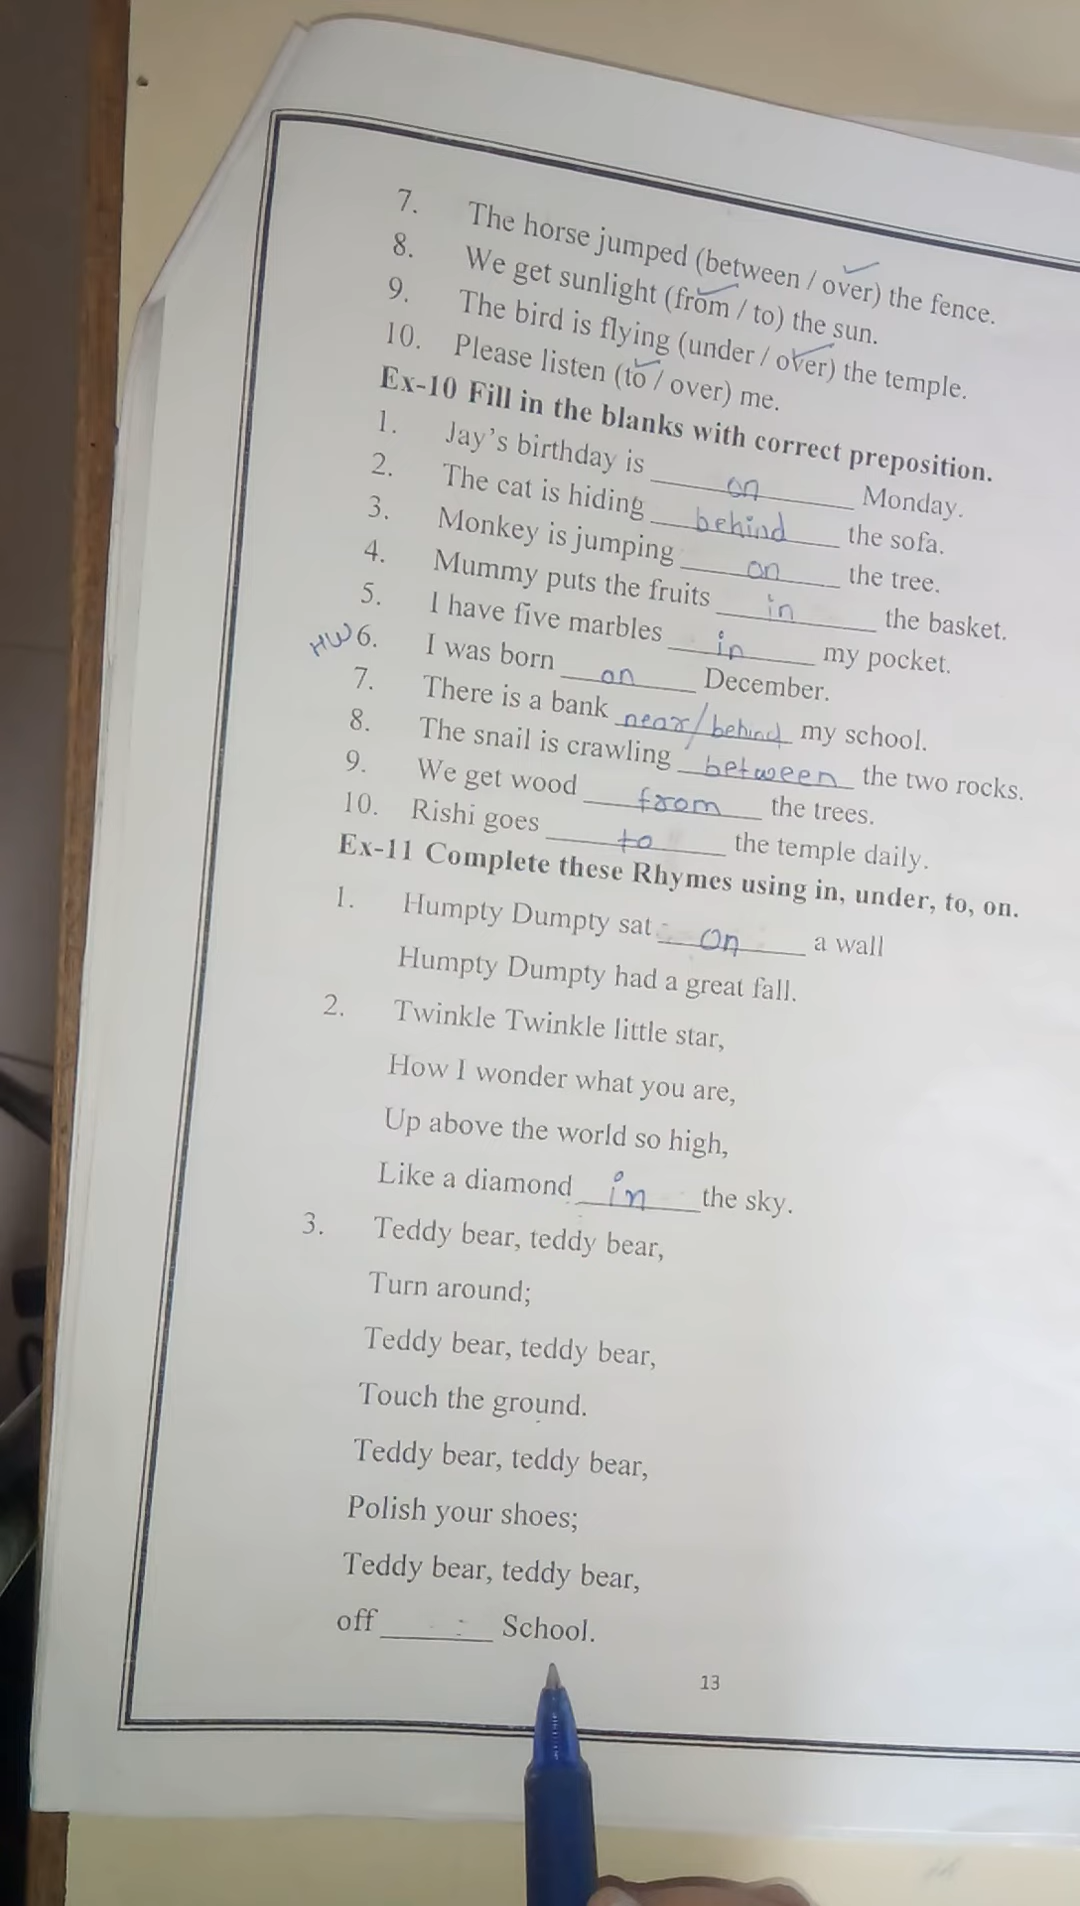 7. The horse jumped (between / over) the fence.
8. We get sunlight (from / to) the sun.
9. The bird is flying (under / over) the temple.
10. Please listen (to / over) me.
Ex-10 Fill in the blanks with correct preposition.
1. Jay's birthday is on Monday.
2. The cat is hiding behind the sofa.
3. Monkey is jumping on the tree.
4. Mummy puts the fruits in the basket.
5. I have five marbles in my pocket.
HW 6. I was born on December.
7. There is a bank near/behind my school.
8. The snail is crawling between the two rocks.
9. We get wood from the trees.
10. Rishi goes to the temple daily.
Ex-11 Complete these Rhymes using in, under, to, on.
1. Humpty Dumpty sat on a wall
Humpty Dumpty had a great fall.
2. Twinkle Twinkle little star,
How I wonder what you are,
Up above the world so high,
Like a diamond in the sky.
3. Teddy bear, teddy bear,
Turn around;
Teddy bear, teddy bear,
Touch the ground.
Teddy bear, teddy bear,
Polish your shoes;
Teddy bear, teddy bear,
off ______ School.
13